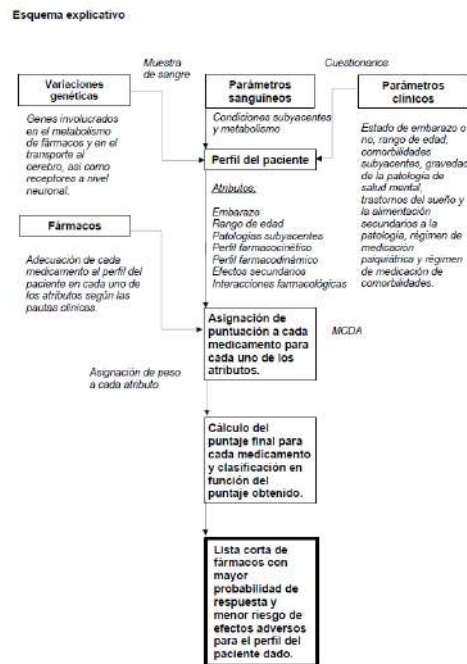 Esquema explicativo
Muestra
de sangre
Cuestionarios
Variaciones
genéticas
Parámetros
sanguíneos
Parámetros
clínicos
Genes involucrados
en el metabolismo
de fármacos y en el
transporte al
cerebro, así como
receptores a nivel
neuronal.
Condiciones subyacentes
y metabolismo
Estado de embarazo o
no, rango de edad,
comorbilidades
subyacentes, gravedad
de la patología de
salud mental,
trastornos del sueño y
la alimentación
secundarios a la
patología, régimen de
medicación
psiquiátrica y régimen
de medicación de
comorbilidades.
Perfil del paciente
Atributos:
Embarazo
Rango de edad
Patologías subyacentes
Perfil farmasocinético
Perfil farmacodinámico
Efectos secundarios
Interacciones farmacológicas
Fármacos
Adecuación de cada
medicamento al perfil del
paciente en cada uno de
los atributos según las
pautas clínicas.
Asignación de
puntuación a cada
medicamento para
cada uno de los
atributos.
MCDA
Asignación de peso
a cada atributo
Cálculo del
puntaje final para
cada medicamento
y clasificación en
función del
puntaje obtenido.
Lista corta de
fármacos con
mayor
probabilidad de
respuesta y
menor riesgo de
efectos adversos
para el perfil del
paciente dado.